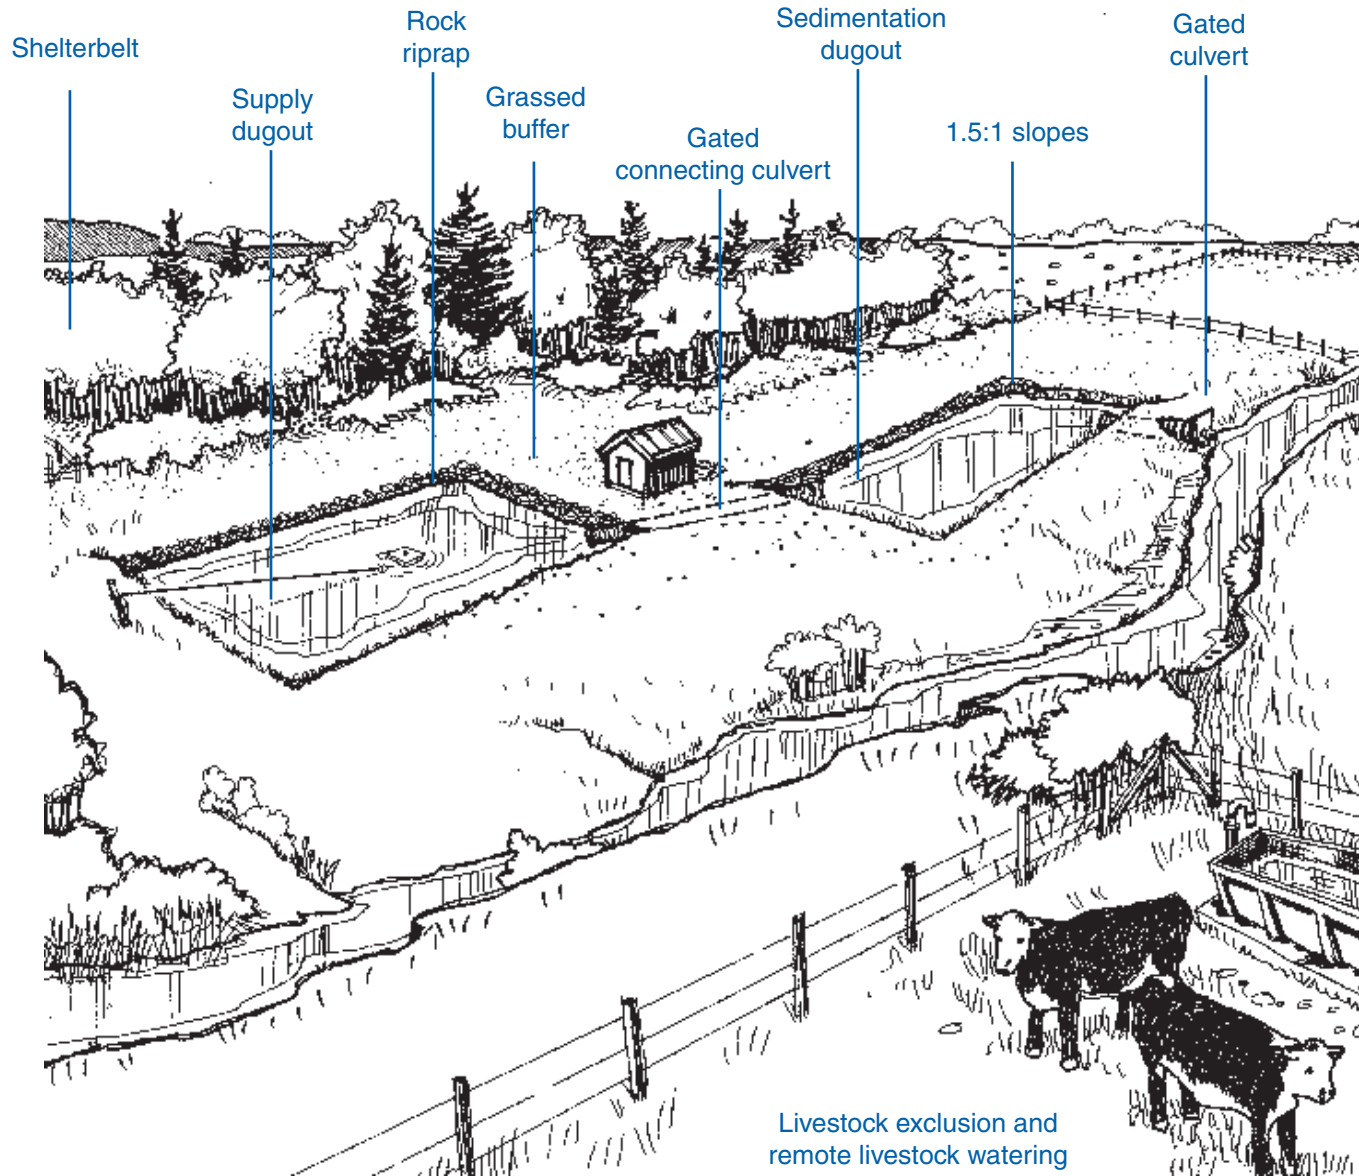 Shelterbelt
Supply
dugout
Rock
riprap
Grassed
buffer
Gated
connecting culvert
Sedimentation
dugout
1.5:1 slopes
Gated
culvert
Livestock exclusion and
remote livestock watering